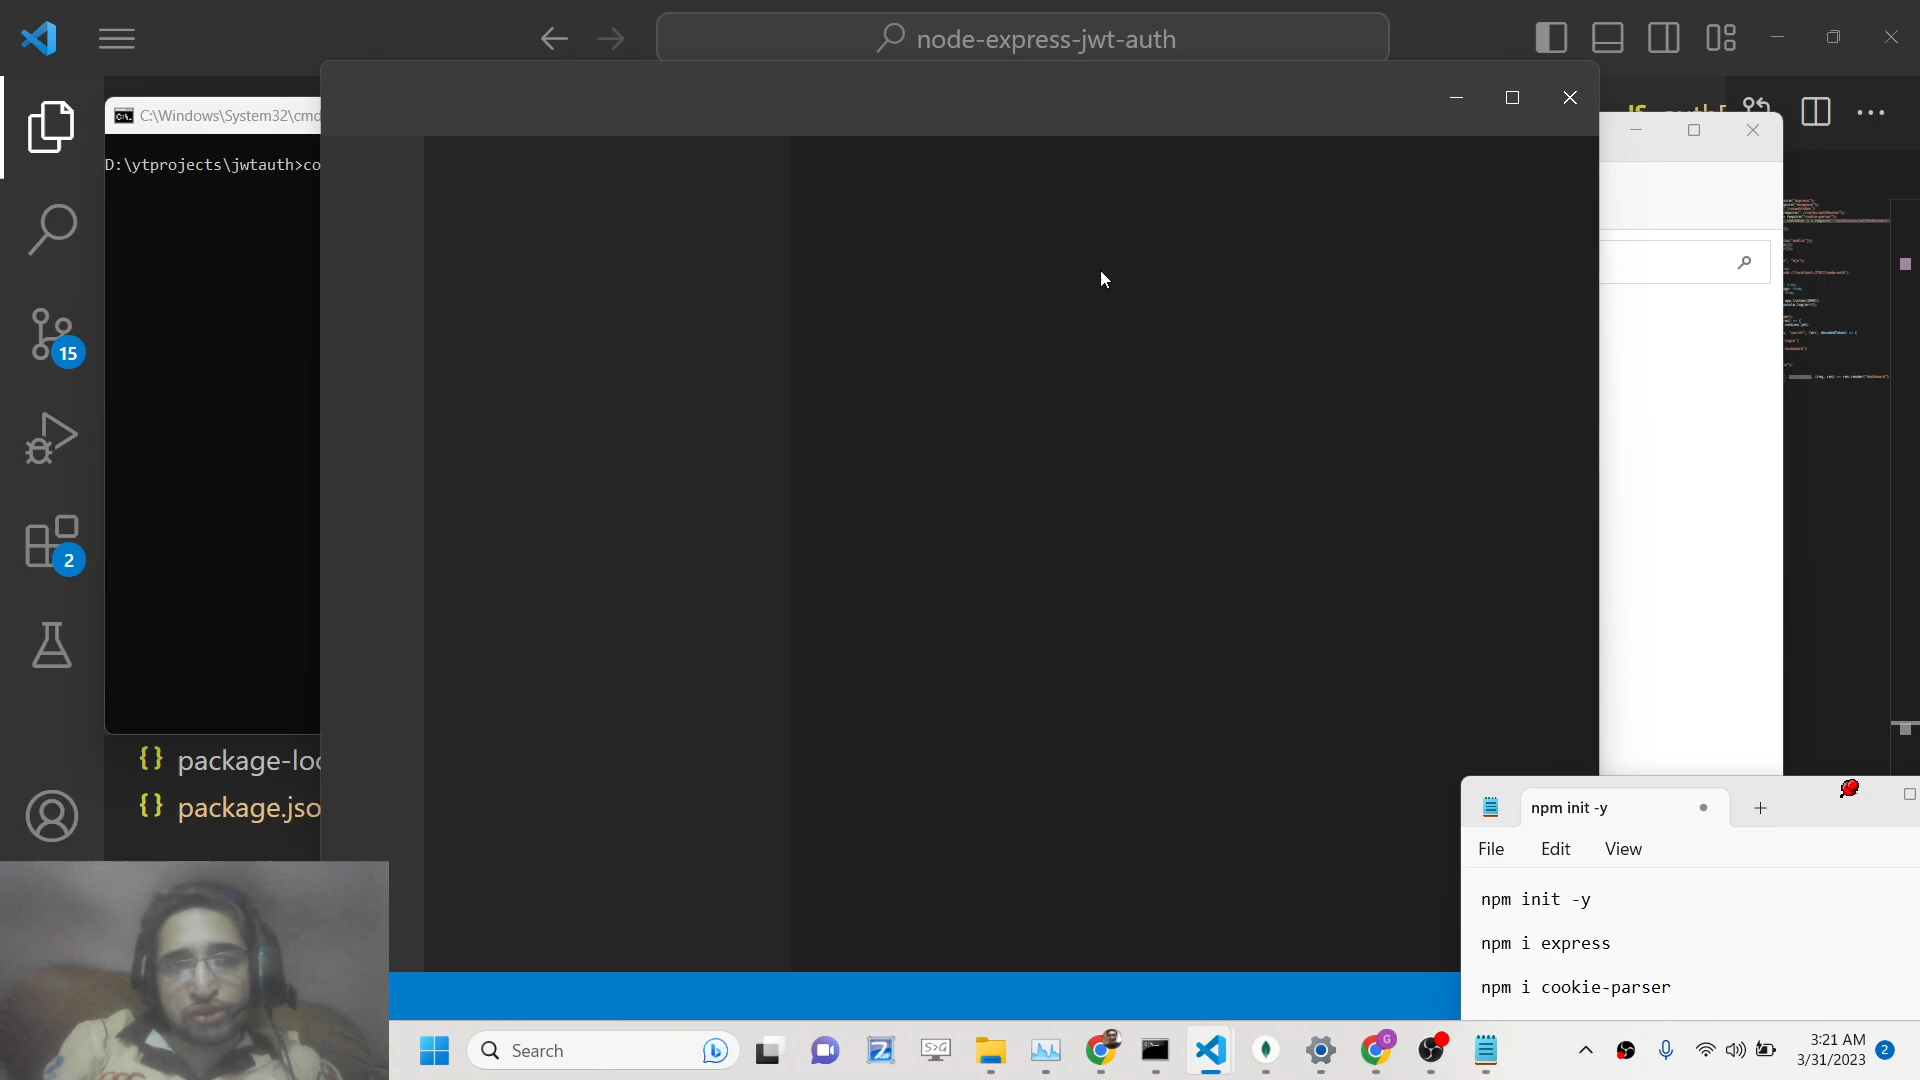 node-express-jwt-auth
C:\Windows\System32\cmd
D:\ytprojects\jwtauth>co
15
2
{} package-loc
{} package.jso
npm init -y
File Edit View
npm init -y
npm i express
npm i cookie-parser
Search
3:21 AM
3/31/2023
2